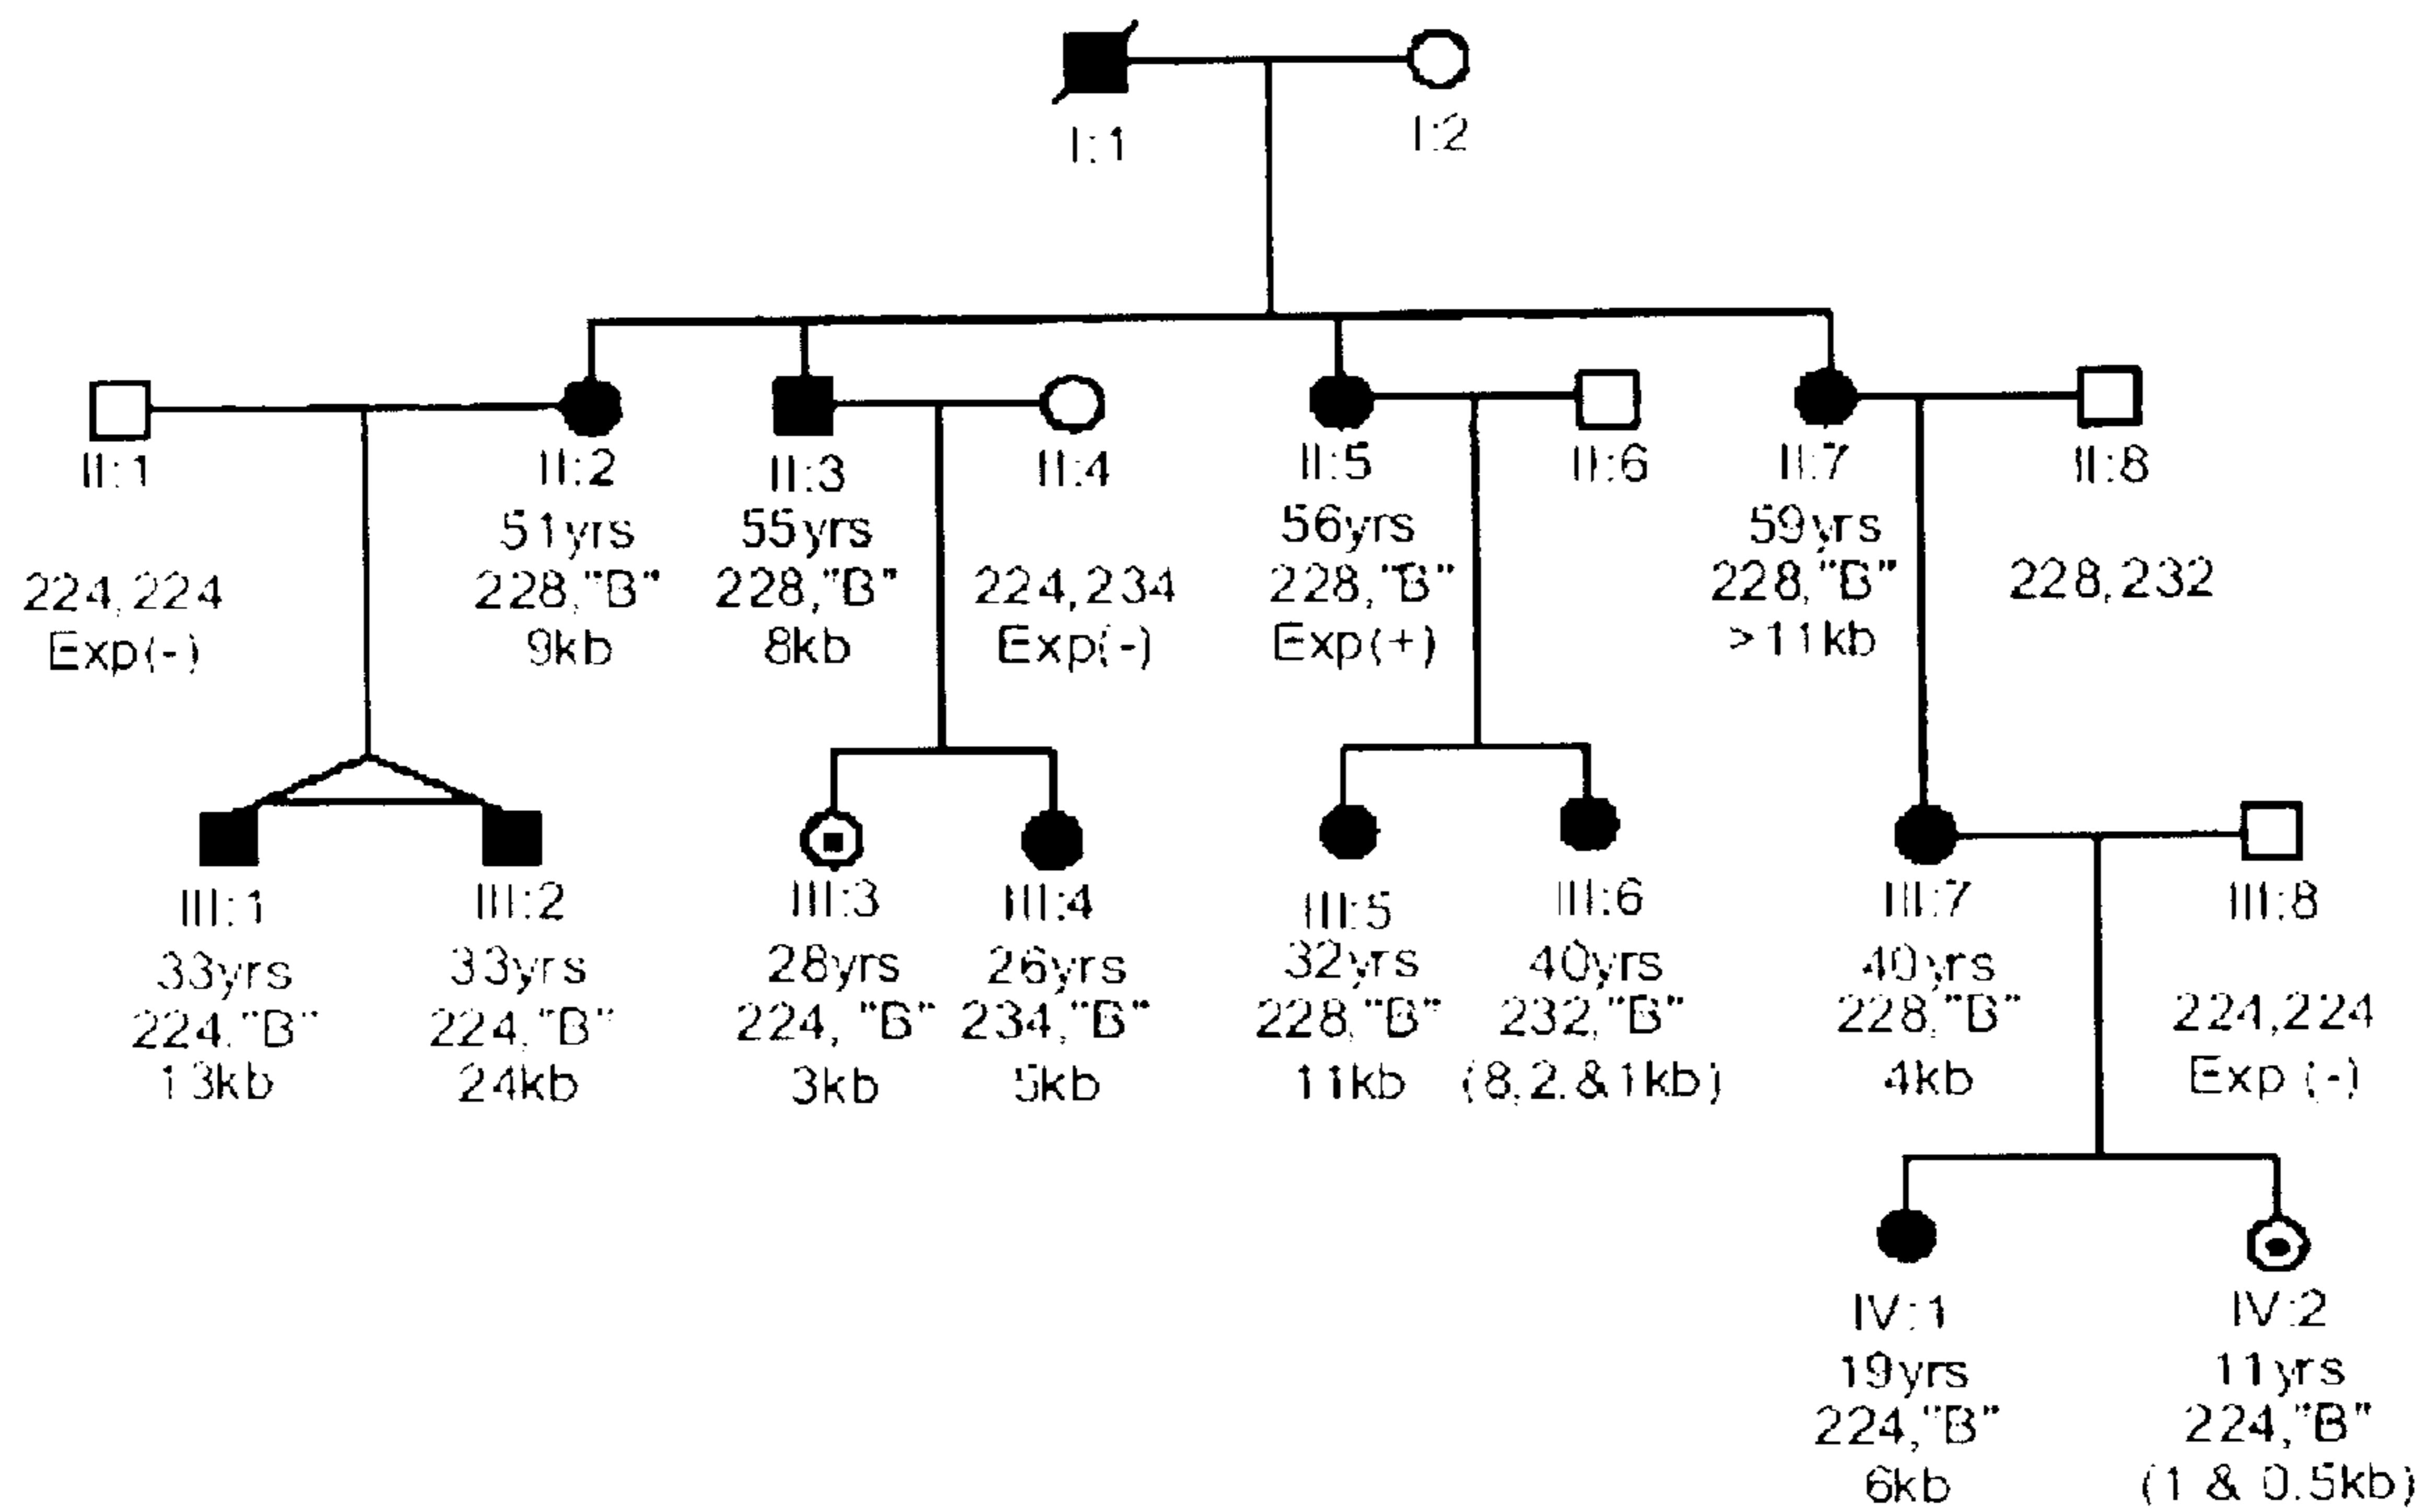 I:1
I:2
II:1
224,224
Exp(-)
II:2
51yrs
228,"B"
9kb
II:3
55yrs
228,"B"
8kb
II:4
224,234
Exp(-)
II:5
56yrs
228,"B"
Exp(+)
II:6
II:7
59yrs
228,"B"
>11kb
II:8
228,232
III:1
33yrs
224,"B"
13kb
III:2
33yrs
224,"B"
24kb
III:3
28yrs
224, "B"
3kb
III:4
26yrs
234,"B"
5kb
III:5
32yrs
228,"B"
11kb
III:6
40yrs
232,"B"
(8,2,&1kb)
III:7
40yrs
228,"B"
4kb
III:8
224,224
Exp (-)
IV:1
19yrs
224,"B"
6kb
IV:2
11yrs
224,"B"
(1 & 0.5kb)